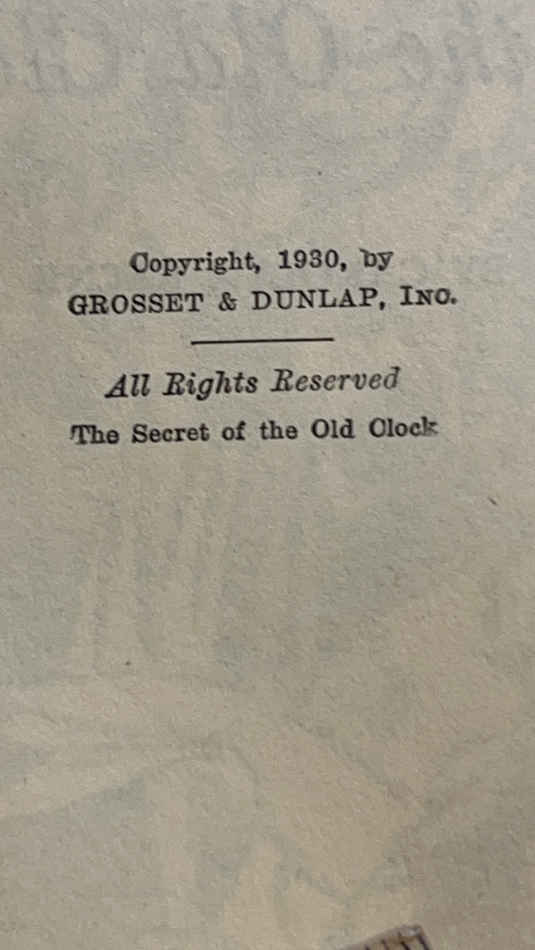 Copyright, 1930, by
GROSSET & DUNLAP, INC.
All Rights Reserved
The Secret of the Old Clock